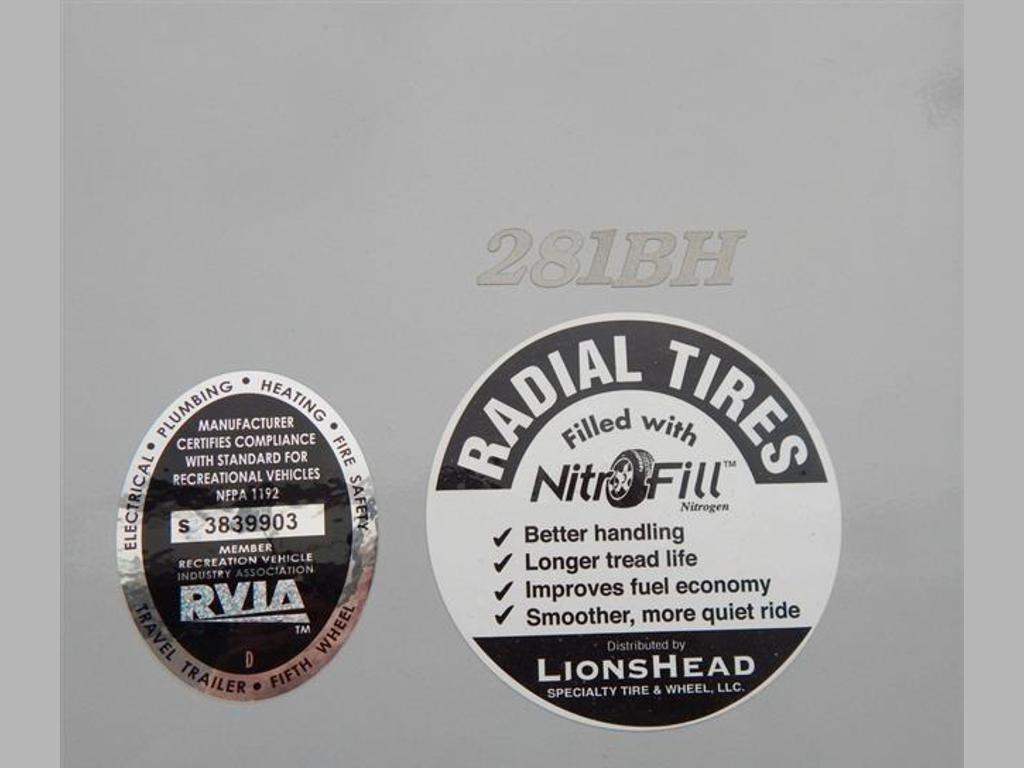 281BH
RADIAL TIRES
Filled with
NitroFill™
Nitrogen
✓ Better handling
✓ Longer tread life
✓ Improves fuel economy
✓ Smoother, more quiet ride
Distributed by
LIONSHEAD
SPECIALTY TIRE & WHEEL, LLC.
ELECTRICAL • PLUMBING • HEATING • FIRE SAFETY
MANUFACTURER
CERTIFIES COMPLIANCE
WITH STANDARD FOR
RECREATIONAL VEHICLES
NFPA 1192
S 3839903
MEMBER
RECREATION VEHICLE
INDUSTRY ASSOCIATION
RVIA
TM
D
TRAVEL TRAILER • FIFTH WHEEL